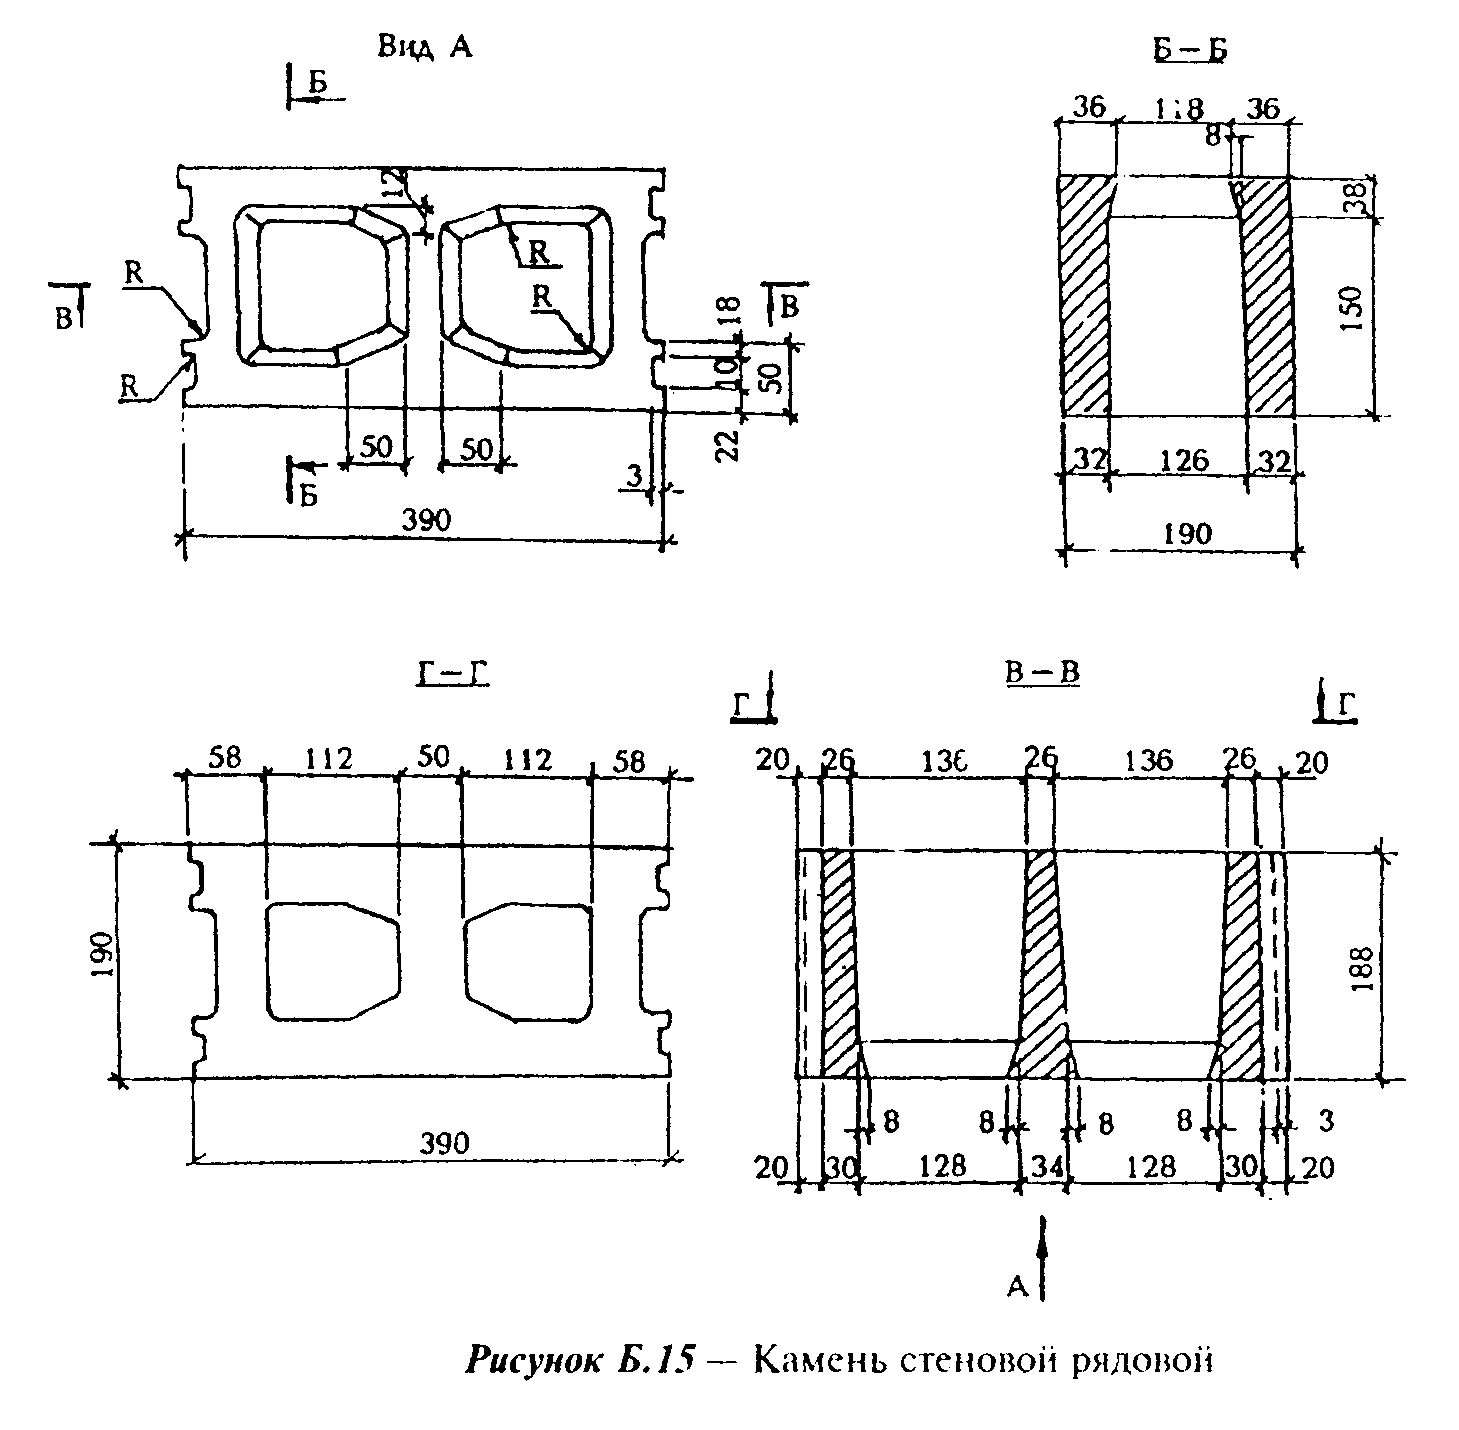 Вид А
Б
12
R
R
R
R
В
В
18
10
50
22
50
50
3
Б
390
Б – Б
36 118 36
8
38
150
32 126 32
190
Г – Г
58 112 50 112 58
190
390
В – В
Г Г
20 26 136 26 136 26 20
188
8 8 8 8 3
20 30 128 34 128 30 20
А
Рисунок Б.15 — Камень стеновой рядовой